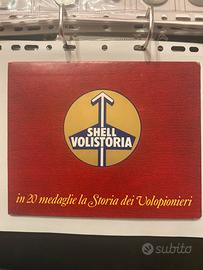 SHELL
VOLISTORIA
in 20 medaglie la Storia dei Volopionieri
subito